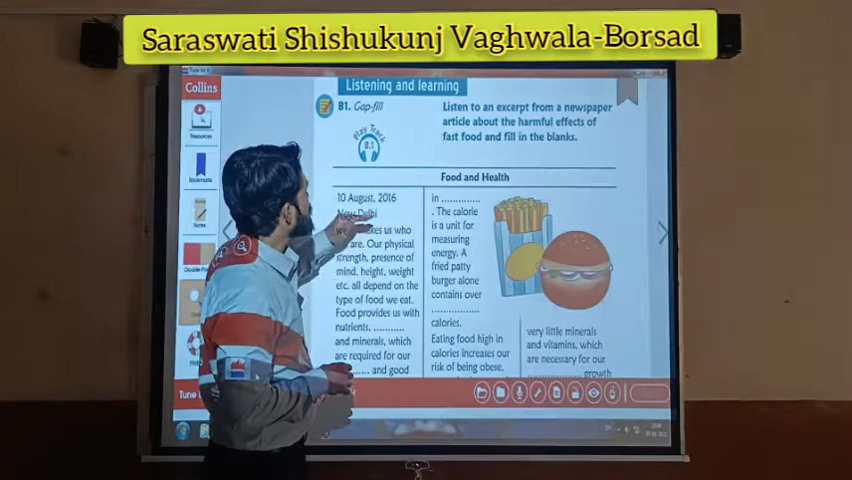 Saraswati Shishukunj Vaghwala-Borsad
Collins
Resources
Bookmarks
Notes
Double
Listening and learning
B1. Gap-fill
Play Track
8.1
Listen to an excerpt from a newspaper
article about the harmful effects of
fast food and fill in the blanks.
Food and Health
10 August, 2016
New Delhi
who
are. Our physical
strength, presence of
mind, height, weight
etc. all depend on the
type of food we eat.
Food provides us with
nutrients, ............
and minerals, which
are required for our
and good
in ...............
. The calorie
is a unit for
measuring
energy. A
fried patty
burger alone
contains over
..................
calories.
Eating food high in
calories increases our
risk of being obese.
very little minerals
and vitamins, which
are necessary for our
.................. growth